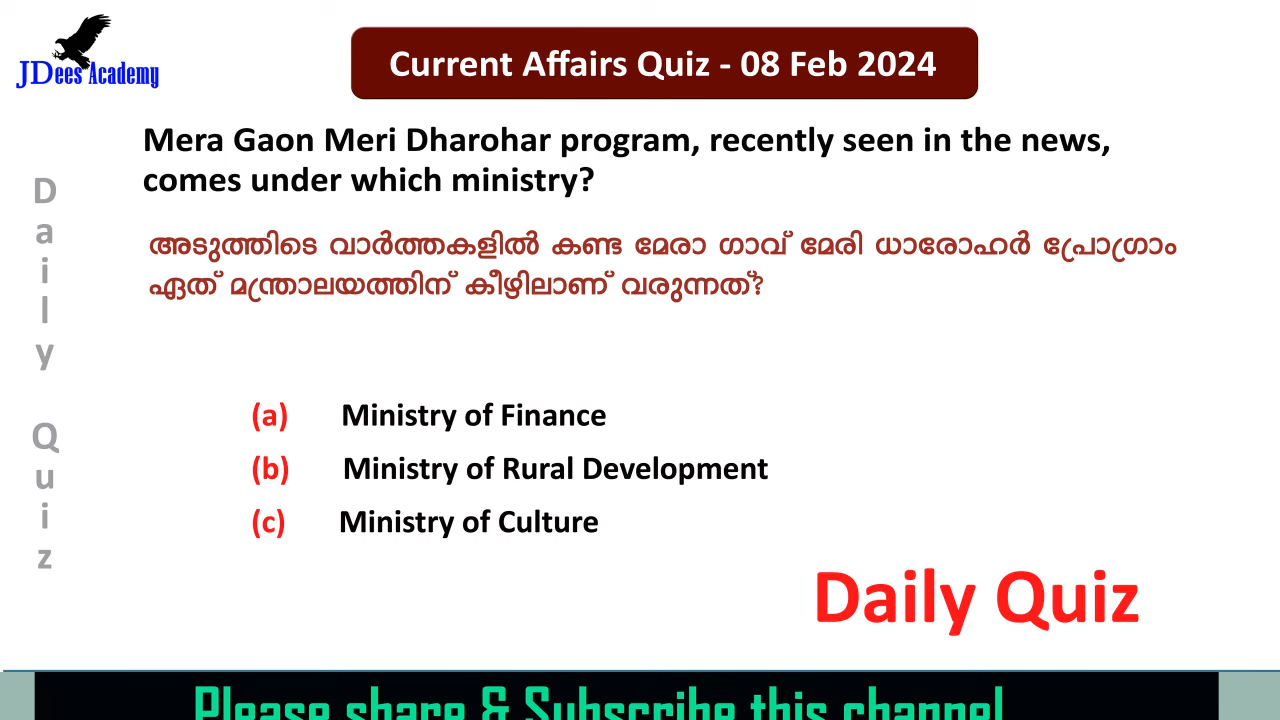 JDees Academy
Current Affairs Quiz - 08 Feb 2024
Mera Gaon Meri Dharohar program, recently seen in the news,
comes under which ministry?
അടുത്തിടെ വാർത്തകളിൽ കണ്ട മേരാ ഗാവ് മേരി ധാരോഹർ പ്രോഗ്രാം
ഏത് മന്ത്രാലയത്തിന് കീഴിലാണ് വരുന്നത്?
Daily Quiz
(a) Ministry of Finance
(b) Ministry of Rural Development
(c) Ministry of Culture
Daily Quiz
Please share & Subscribe this channel